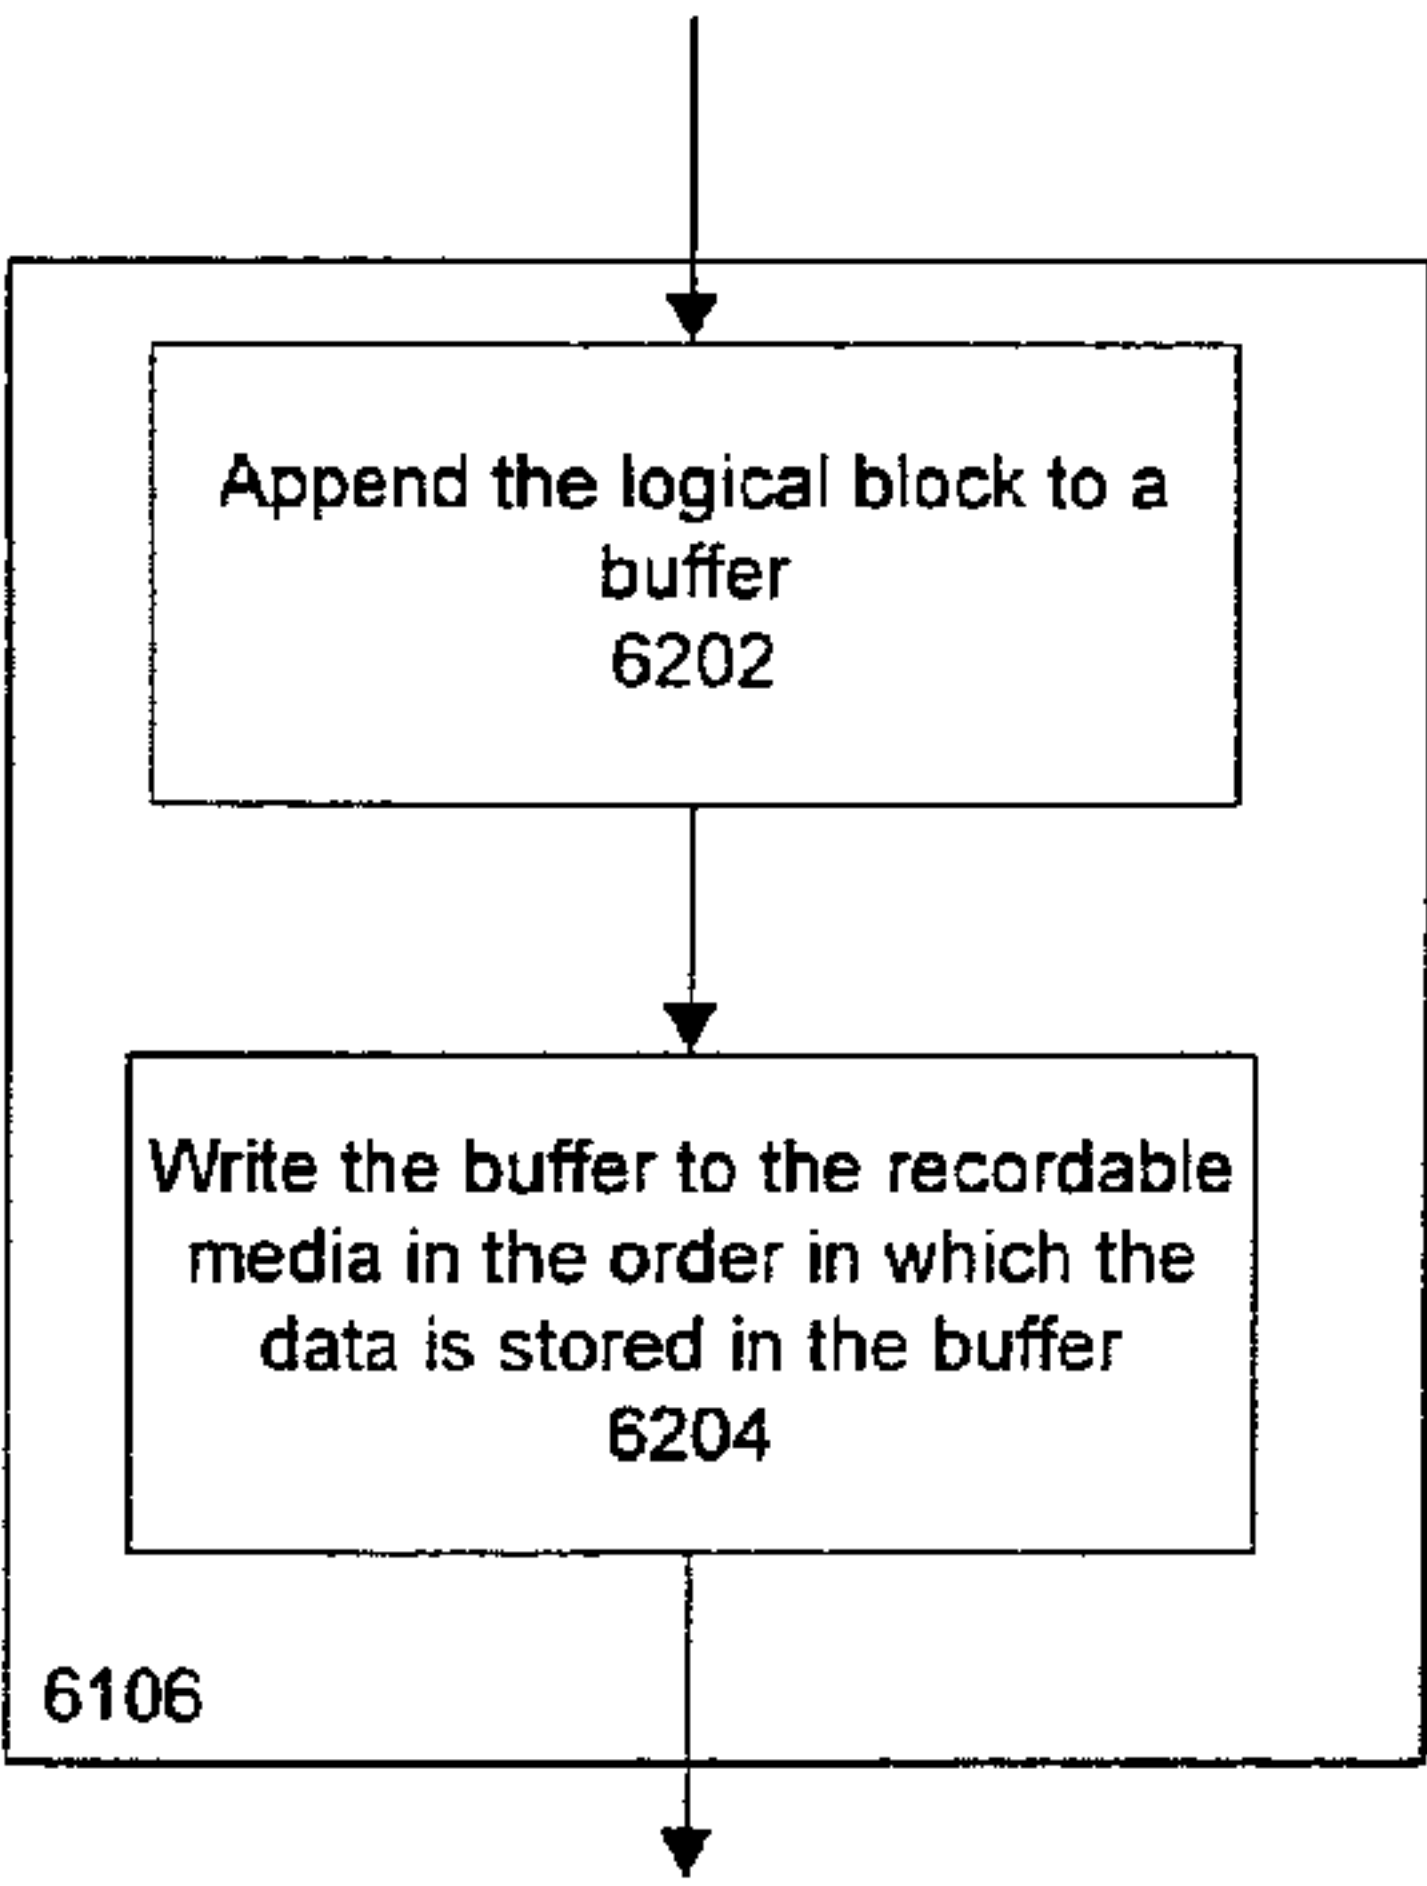 Append the logical block to a
buffer
6202
Write the buffer to the recordable
media in the order in which the
data is stored in the buffer
6204
6106